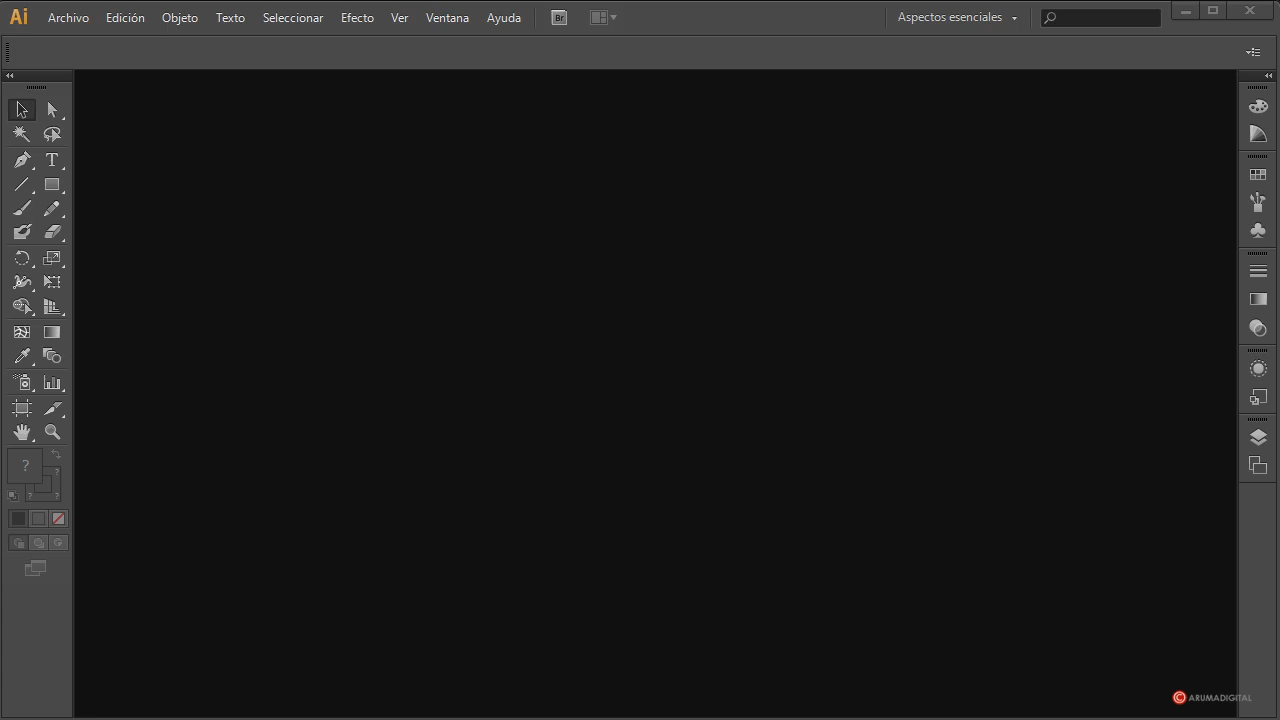 Ai Archivo Edición Objeto Texto Seleccionar Efecto Ver Ventana Ayuda Br Aspectos esenciales
T
?
?
? ?
© ARUMADIGITAL